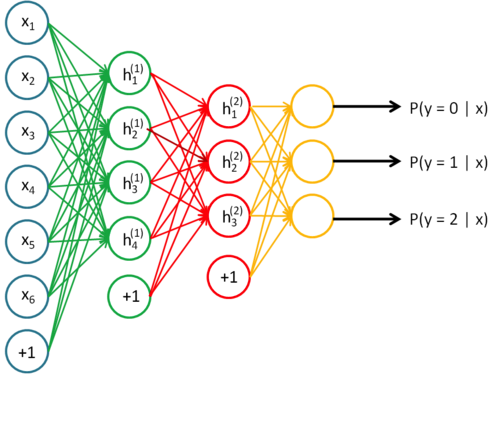 x₁
x₂
x₃
x₄
x₅
x₆
+1
h₁⁽¹⁾
h₂⁽¹⁾
h₃⁽¹⁾
h₄⁽¹⁾
+1
h₁⁽²⁾
h₂⁽²⁾
h₃⁽²⁾
+1
P(y = 0 | x)
P(y = 1 | x)
P(y = 2 | x)